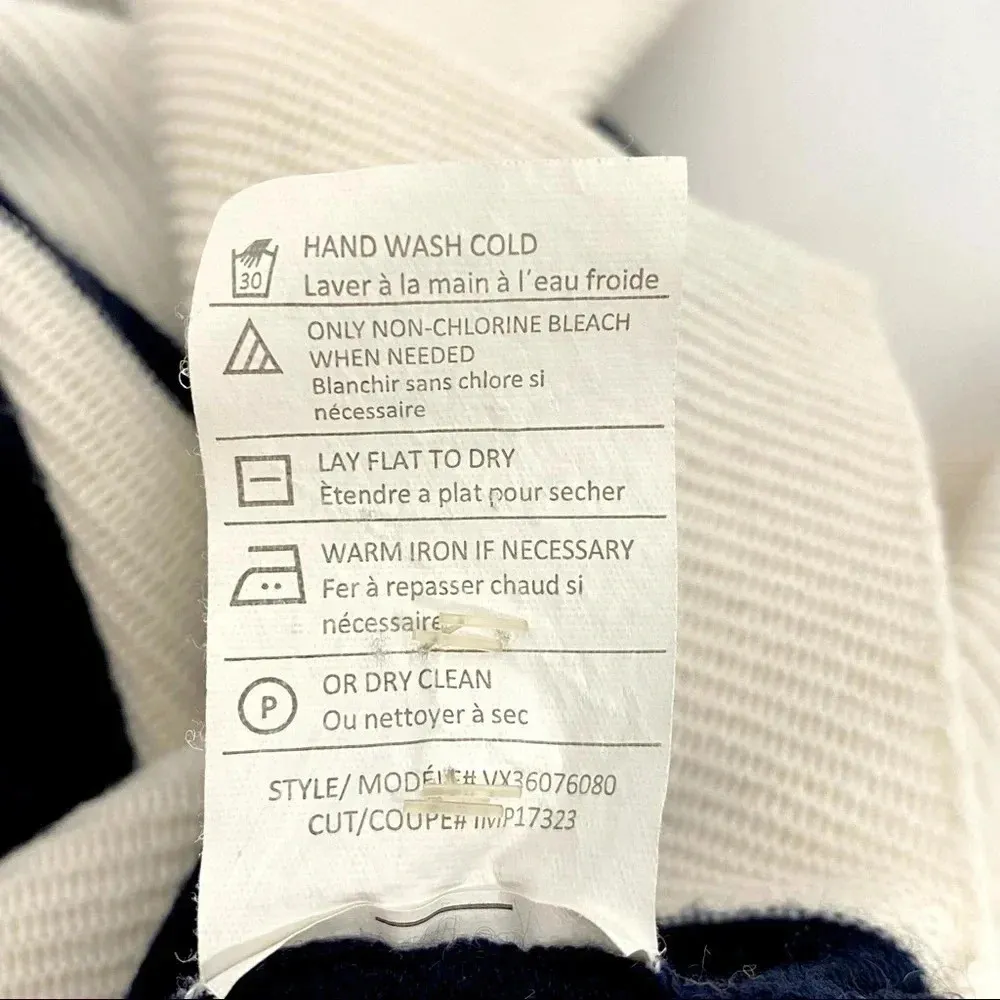 30
HAND WASH COLD
Laver à la main à l'eau froide
ONLY NON-CHLORINE BLEACH
WHEN NEEDED
Blanchir sans chlore si
nécessaire
LAY FLAT TO DRY
Ètendre a plat pour secher
WARM IRON IF NECESSARY
Fer à repasser chaud si
nécessaire
P
OR DRY CLEAN
Ou nettoyer à sec
STYLE/ MODÉLE# VX36076080
CUT/COUPE# IMP17323